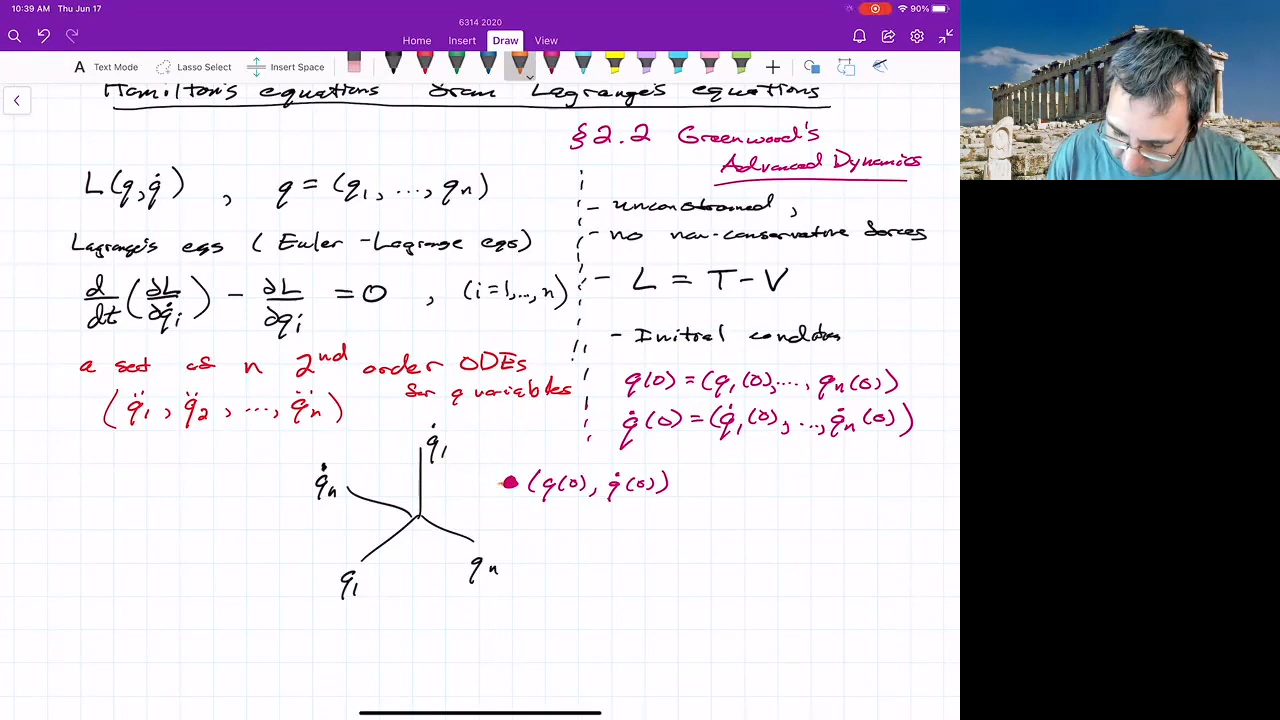 10:39 AM Thu Jun 17
90%
6314 2020
Home Insert Draw View
Text Mode Lasso Select Insert Space
Hamilton's equations from Lagrange's equations
§2.2 Greenwood's
Advanced Dynamics
L(q,q̇) , q = (q₁, ..., qₙ)
- unconstrained,
- no non-conservative forces
Lagrange's eqs (Euler-Lagrange eqs)
d/dt (∂L/∂q̇ᵢ) - ∂L/∂qᵢ = 0 , (i=1,...,n)
- L = T - V
- Initial conditions
q(0) = (q₁(0),..., qₙ(0))
q̇(0) = (q̇₁(0), ..., q̇ₙ(0))
a set of n 2nd order ODEs
for q variables
(q̈₁, q̈₂, ..., q̈ₙ)
q̇₁
q̇ₙ
(q(0), q̇(0))
q₁
qₙ